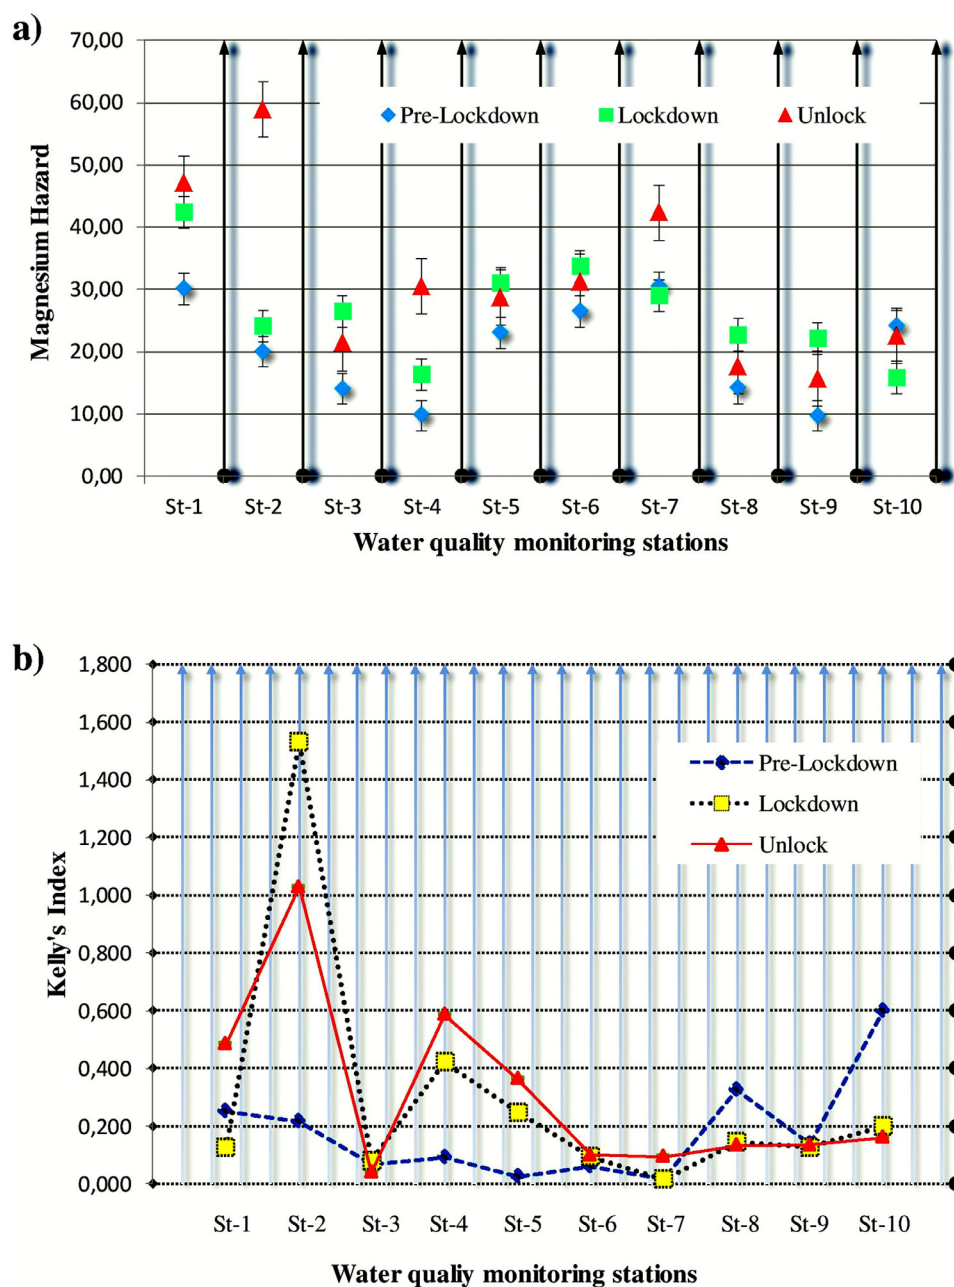 a)
70,00
60,00
50,00
40,00
30,00
20,00
10,00
0,00
Magnesium Hazard
Pre-Lockdown Lockdown Unlock
St-1 St-2 St-3 St-4 St-5 St-6 St-7 St-8 St-9 St-10
Water quality monitoring stations
b)
1,800
1,600
1,400
1,200
1,000
0,800
0,600
0,400
0,200
0,000
Kelly's Index
Pre-Lockdown
Lockdown
Unlock
St-1 St-2 St-3 St-4 St-5 St-6 St-7 St-8 St-9 St-10
Water qualiy monitoring stations